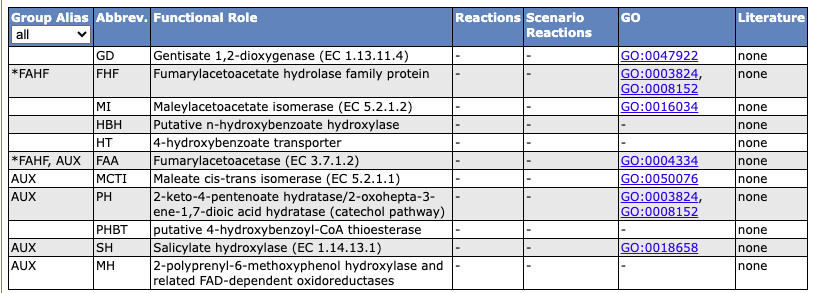 Group Alias Abbrev. Functional Role Reactions Scenario GO Literature
all Reactions
GD Gentisate 1,2-dioxygenase (EC 1.13.11.4) - - GO:0047922 none
*FAHF FHF Fumarylacetoacetate hydrolase family protein - - GO:0003824, none
GO:0008152
MI Maleylacetoacetate isomerase (EC 5.2.1.2) - - GO:0016034 none
HBH Putative n-hydroxybenzoate hydroxylase - - - none
HT 4-hydroxybenzoate transporter - - - none
*FAHF, AUX FAA Fumarylacetoacetase (EC 3.7.1.2) - - GO:0004334 none
AUX MCTI Maleate cis-trans isomerase (EC 5.2.1.1) - - GO:0050076 none
AUX PH 2-keto-4-pentenoate hydratase/2-oxohepta-3- - - GO:0003824, none
ene-1,7-dioic acid hydratase (catechol pathway) GO:0008152
PHBT putative 4-hydroxybenzoyl-CoA thioesterase - - - none
AUX SH Salicylate hydroxylase (EC 1.14.13.1) - - GO:0018658 none
AUX MH 2-polyprenyl-6-methoxyphenol hydroxylase and - - - none
related FAD-dependent oxidoreductases